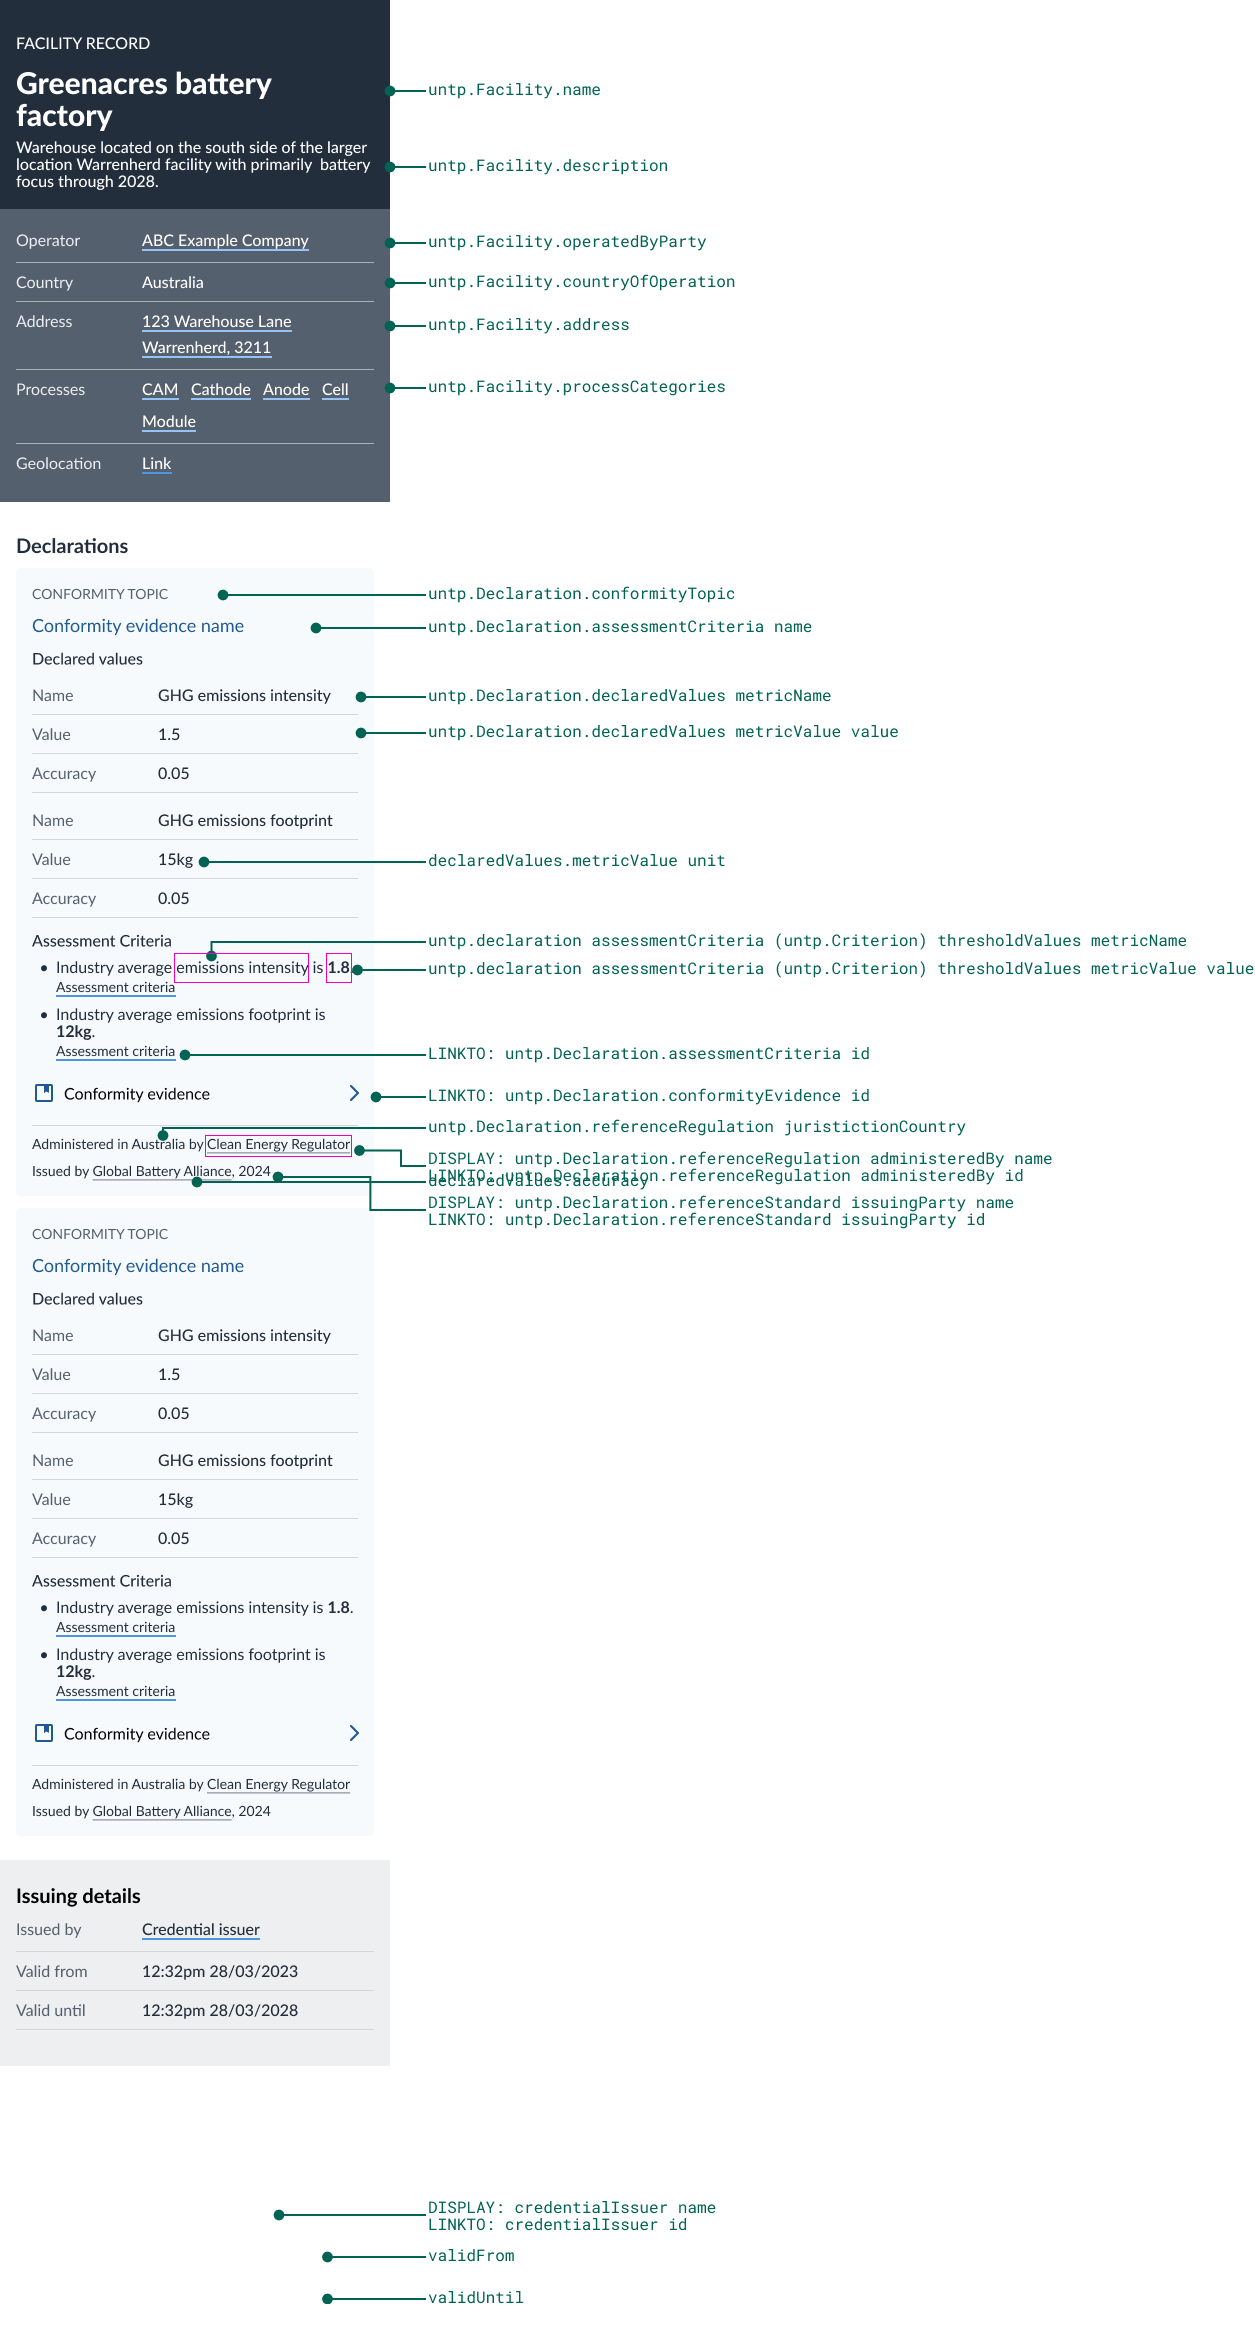 FACILITY RECORD
Greenacres battery
factory
untp.Facility.name
Warehouse located on the south side of the larger
location Warrenherd facility with primarily  battery
focus through 2028.
untp.Facility.description
Operator ABC Example Company untp.Facility.operatedByParty
Country Australia untp.Facility.countryOfOperation
Address 123 Warehouse Lane untp.Facility.address
Warrenherd, 3211
Processes CAM Cathode Anode Cell untp.Facility.processCategories
Module
Geolocation Link
Declarations
CONFORMITY TOPIC untp.Declaration.conformityTopic
Conformity evidence name untp.Declaration.assessmentCriteria name
Declared values
Name GHG emissions intensity untp.Declaration.declaredValues metricName
Value 1.5 untp.Declaration.declaredValues metricValue value
Accuracy 0.05
Name GHG emissions footprint
Value 15kg declaredValues.metricValue unit
Accuracy 0.05
Assessment Criteria untp.declaration assessmentCriteria (untp.Criterion) thresholdValues metricName
• Industry average emissions intensity is 1.8 untp.declaration assessmentCriteria (untp.Criterion) thresholdValues metricValue value
Assessment criteria
• Industry average emissions footprint is
12kg.
Assessment criteria LINKTO: untp.Declaration.assessmentCriteria id
Conformity evidence LINKTO: untp.Declaration.conformityEvidence id
untp.Declaration.referenceRegulation juristictionCountry
Administered in Australia by Clean Energy Regulator
DISPLAY: untp.Declaration.referenceRegulation administeredBy name
LINKTO: untp.Declaration.referenceRegulation administeredBy id
Issued by Global Battery Alliance, 2024
declaredValues.accuracy
DISPLAY: untp.Declaration.referenceStandard issuingParty name
LINKTO: untp.Declaration.referenceStandard issuingParty id
CONFORMITY TOPIC
Conformity evidence name
Declared values
Name GHG emissions intensity
Value 1.5
Accuracy 0.05
Name GHG emissions footprint
Value 15kg
Accuracy 0.05
Assessment Criteria
• Industry average emissions intensity is 1.8.
Assessment criteria
• Industry average emissions footprint is
12kg.
Assessment criteria
Conformity evidence
Administered in Australia by Clean Energy Regulator
Issued by Global Battery Alliance, 2024
Issuing details
Issued by Credential issuer
Valid from 12:32pm 28/03/2023
Valid until 12:32pm 28/03/2028
DISPLAY: credentialIssuer name
LINKTO: credentialIssuer id
validFrom
validUntil